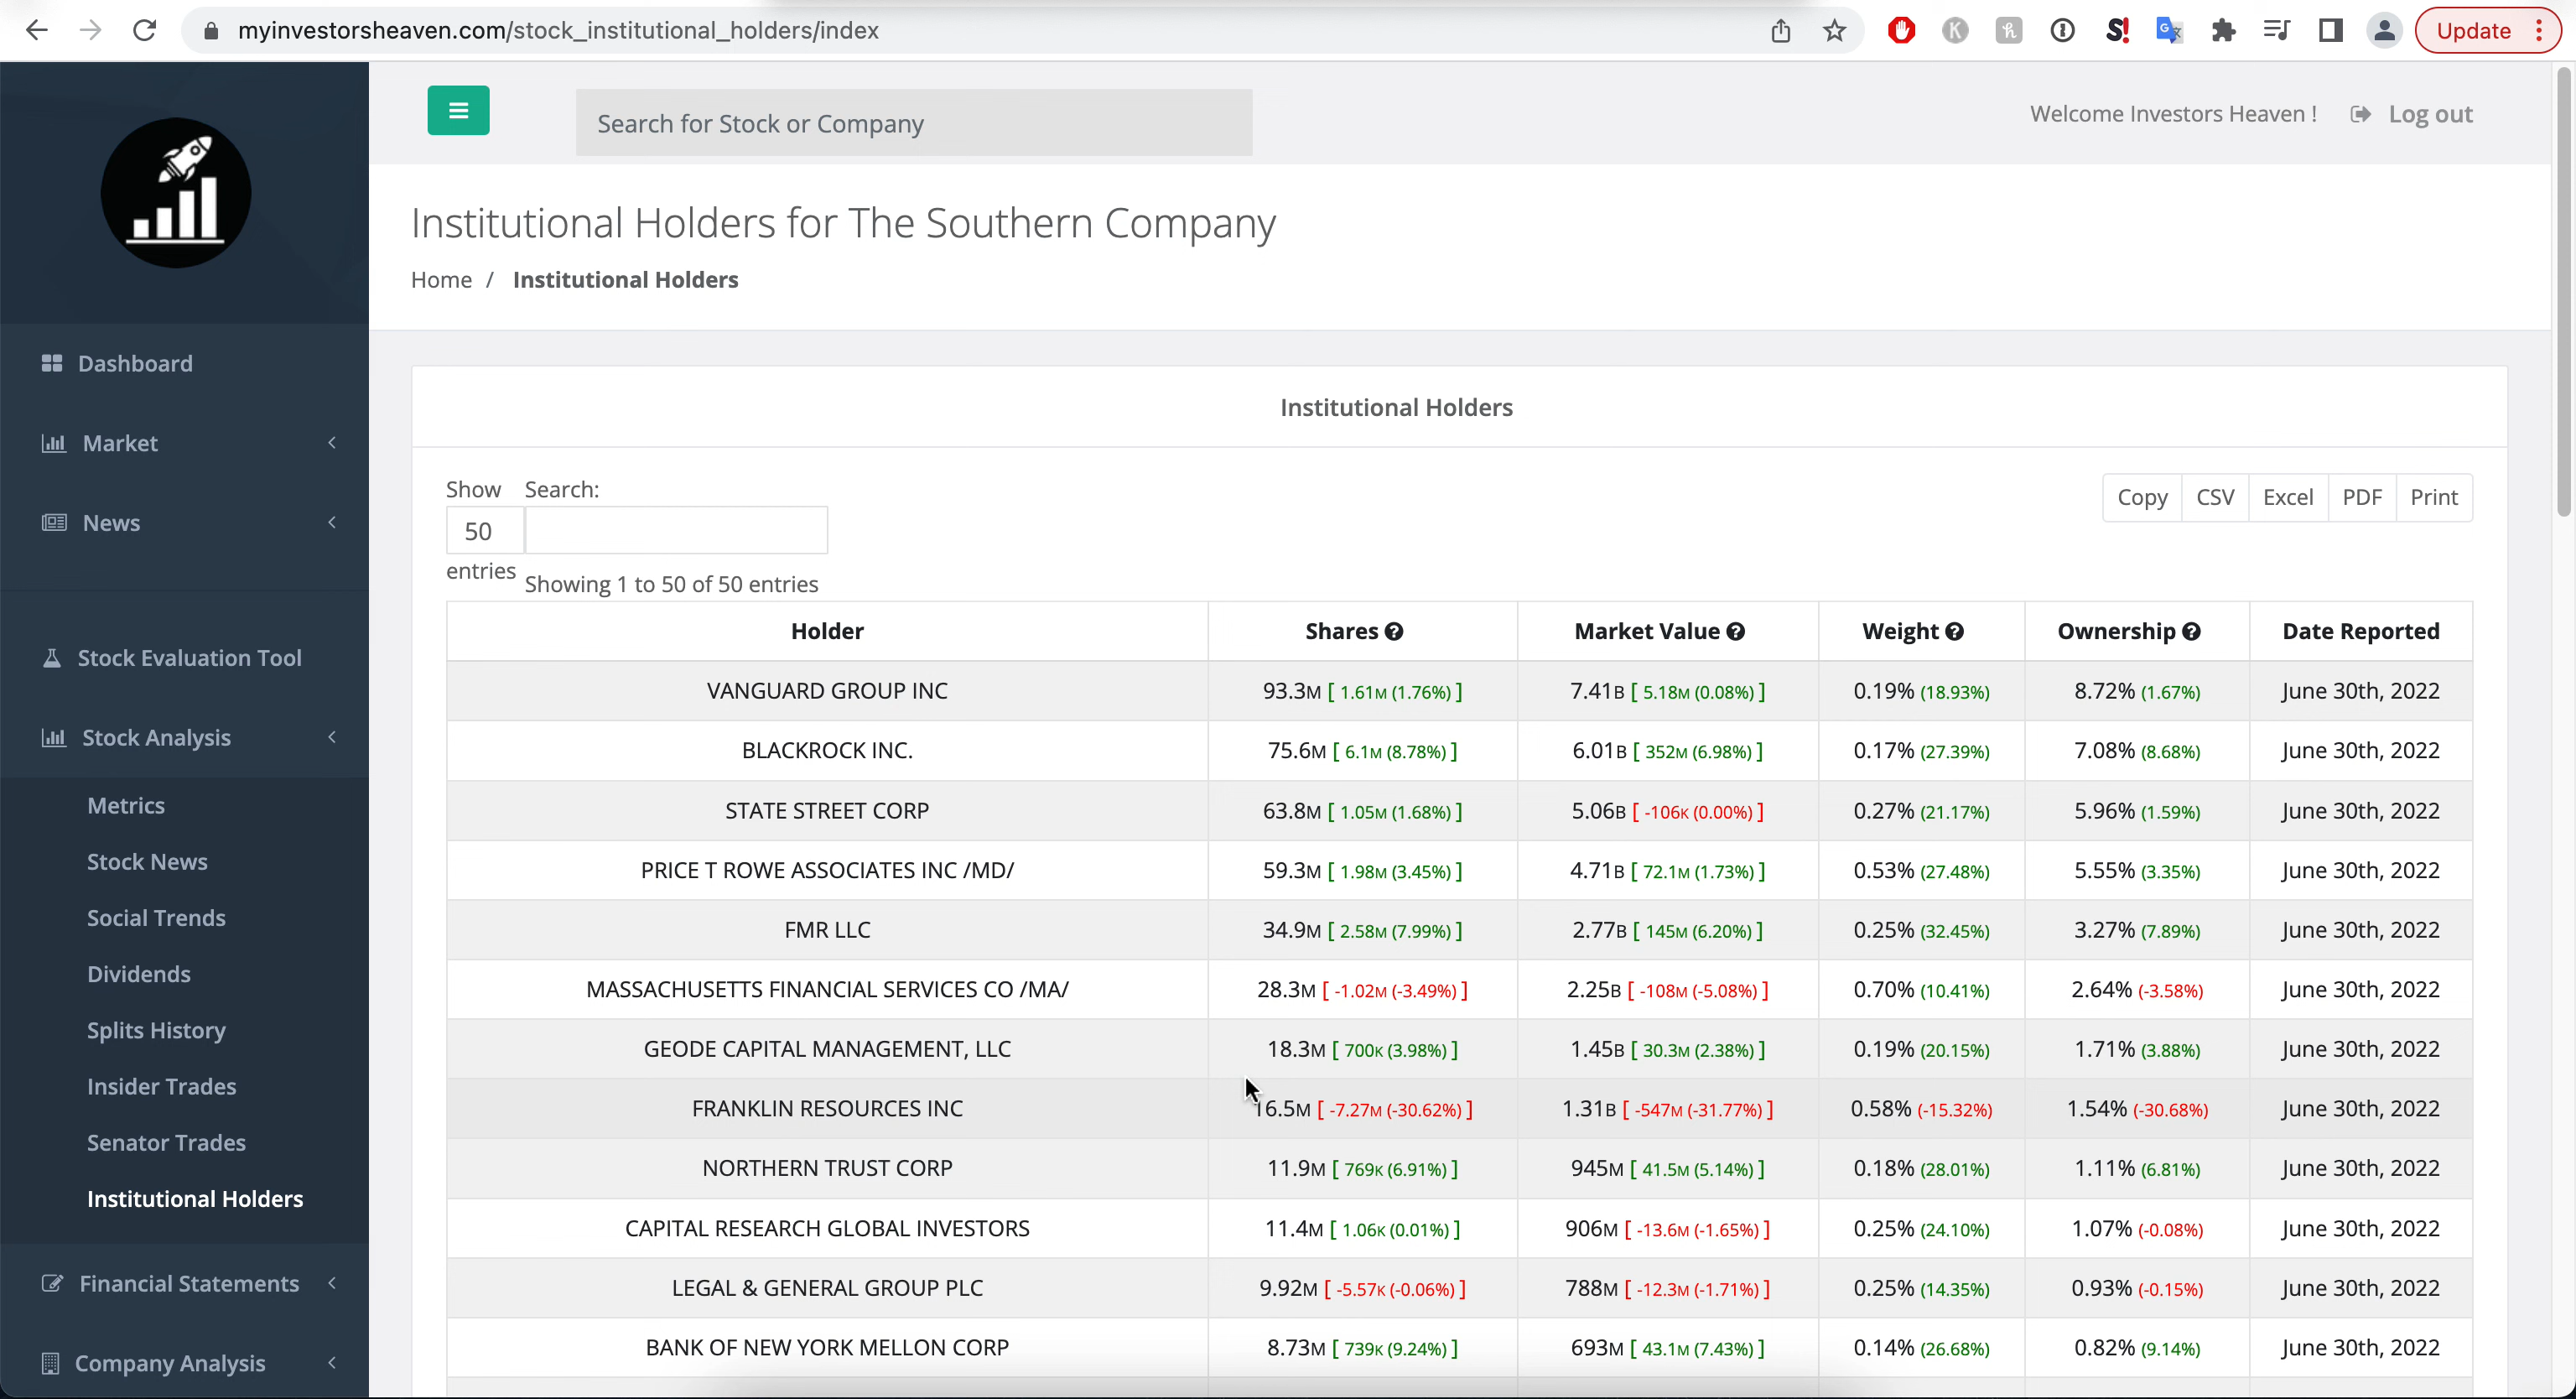 myinvestorsheaven.com/stock_institutional_holders/index
Update
Search for Stock or Company
Welcome Investors Heaven !
Log out
Institutional Holders for The Southern Company
Home / Institutional Holders
Dashboard
Market
News
Stock Evaluation Tool
Stock Analysis
Metrics
Stock News
Social Trends
Dividends
Splits History
Insider Trades
Senator Trades
Institutional Holders
Financial Statements
Company Analysis
Institutional Holders
Show 50 entries
Search:
Showing 1 to 50 of 50 entries
Copy CSV Excel PDF Print
Holder Shares Market Value Weight Ownership Date Reported
VANGUARD GROUP INC 93.3M [ 1.61M (1.76%) ] 7.41B [ 5.18M (0.08%) ] 0.19% (18.93%) 8.72% (1.67%) June 30th, 2022
BLACKROCK INC. 75.6M [ 6.1M (8.78%) ] 6.01B [ 352M (6.98%) ] 0.17% (27.39%) 7.08% (8.68%) June 30th, 2022
STATE STREET CORP 63.8M [ 1.05M (1.68%) ] 5.06B [ -106K (0.00%) ] 0.27% (21.17%) 5.96% (1.59%) June 30th, 2022
PRICE T ROWE ASSOCIATES INC /MD/ 59.3M [ 1.98M (3.45%) ] 4.71B [ 72.1M (1.73%) ] 0.53% (27.48%) 5.55% (3.35%) June 30th, 2022
FMR LLC 34.9M [ 2.58M (7.99%) ] 2.77B [ 145M (6.20%) ] 0.25% (32.45%) 3.27% (7.89%) June 30th, 2022
MASSACHUSETTS FINANCIAL SERVICES CO /MA/ 28.3M [ -1.02M (-3.49%) ] 2.25B [ -108M (-5.08%) ] 0.70% (10.41%) 2.64% (-3.58%) June 30th, 2022
GEODE CAPITAL MANAGEMENT, LLC 18.3M [ 700K (3.98%) ] 1.45B [ 30.3M (2.38%) ] 0.19% (20.15%) 1.71% (3.88%) June 30th, 2022
FRANKLIN RESOURCES INC 16.5M [ -7.27M (-30.62%) ] 1.31B [ -547M (-31.77%) ] 0.58% (-15.32%) 1.54% (-30.68%) June 30th, 2022
NORTHERN TRUST CORP 11.9M [ 769K (6.91%) ] 945M [ 41.5M (5.14%) ] 0.18% (28.01%) 1.11% (6.81%) June 30th, 2022
CAPITAL RESEARCH GLOBAL INVESTORS 11.4M [ 1.06K (0.01%) ] 906M [ -13.6M (-1.65%) ] 0.25% (24.10%) 1.07% (-0.08%) June 30th, 2022
LEGAL & GENERAL GROUP PLC 9.92M [ -5.57K (-0.06%) ] 788M [ -12.3M (-1.71%) ] 0.25% (14.35%) 0.93% (-0.15%) June 30th, 2022
BANK OF NEW YORK MELLON CORP 8.73M [ 739K (9.24%) ] 693M [ 43.1M (7.43%) ] 0.14% (26.68%) 0.82% (9.14%) June 30th, 2022